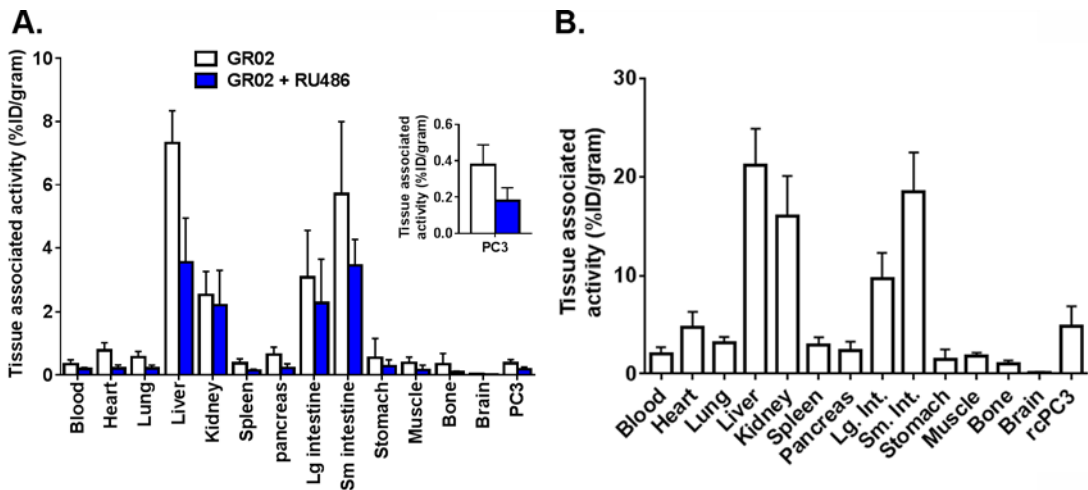 A.
Tissue associated activity (%ID/gram)
10
8
6
4
2
0
GR02
GR02 + RU486
Blood
Heart
Lung
Liver
Kidney
Spleen
pancreas
Lg intestine
Sm intestine
Stomach
Muscle
Bone
Brain
PC3
Tissue associated
activity (%ID/gram)
0.6
0.4
0.2
0.0
PC3
B.
Tissue associated
activity (%ID/gram)
30
20
10
0
Blood
Heart
Lung
Liver
Kidney
Spleen
Pancreas
Lg. Int.
Sm. Int.
Stomach
Muscle
Bone
Brain
rcPC3